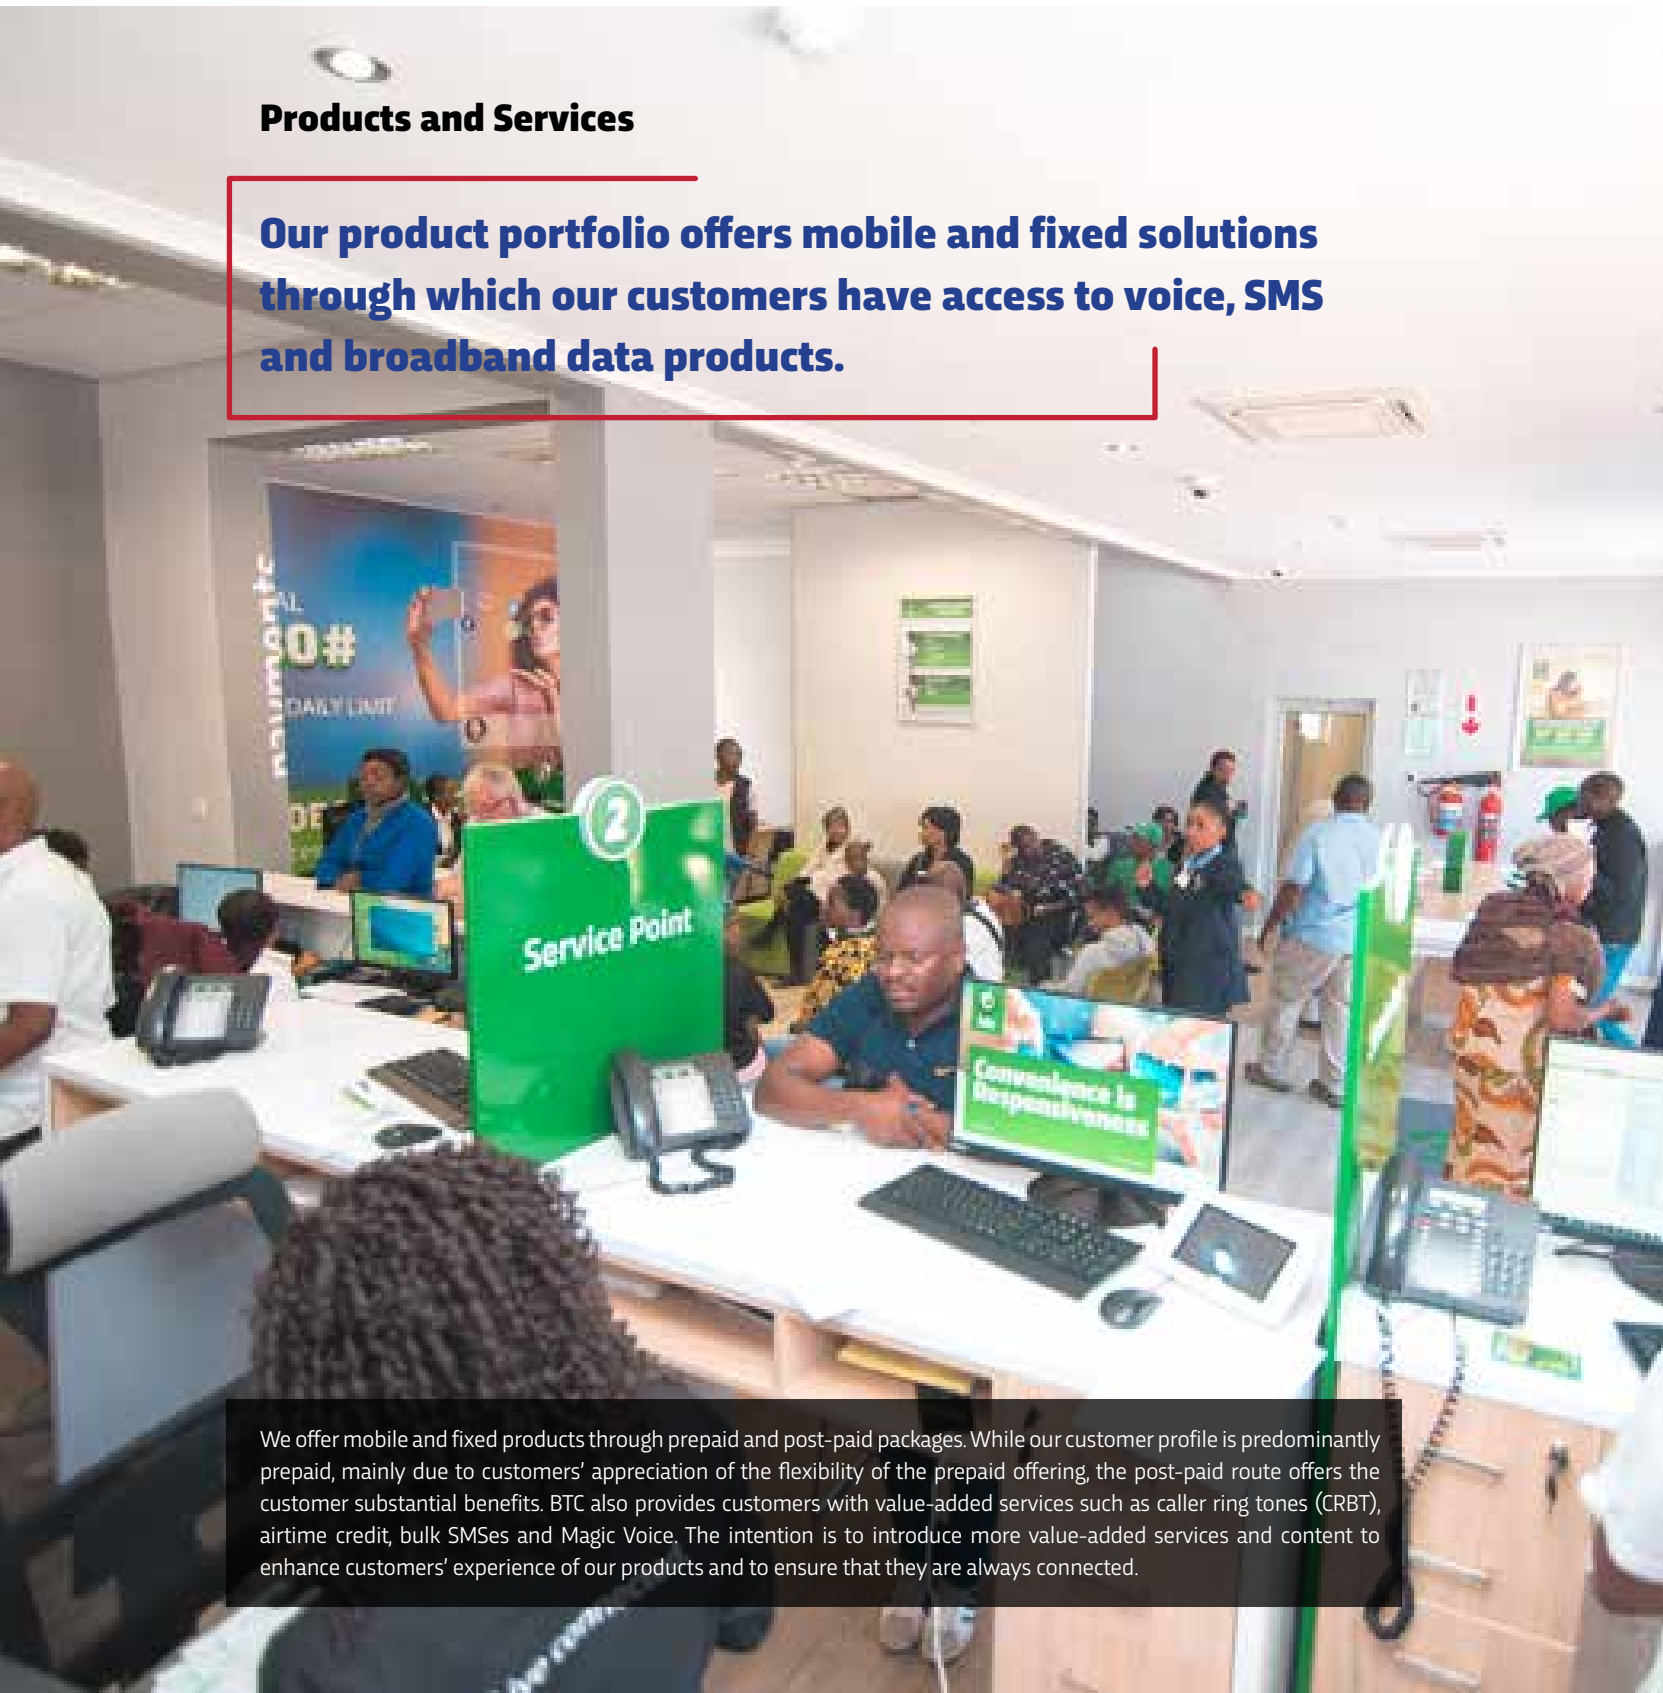 Products and Services
Our product portfolio offers mobile and fixed solutions
through which our customers have access to voice, SMS
and broadband data products.
0#
DAILY LIMIT
2
Service Point
Convenience is
Responsiveness
We offer mobile and fixed products through prepaid and post-paid packages. While our customer profile is predominantly
prepaid, mainly due to customers’ appreciation of the flexibility of the prepaid offering, the post-paid route offers the
customer substantial benefits. BTC also provides customers with value-added services such as caller ring tones (CRBT),
airtime credit, bulk SMSes and Magic Voice. The intention is to introduce more value-added services and content to
enhance customers’ experience of our products and to ensure that they are always connected.